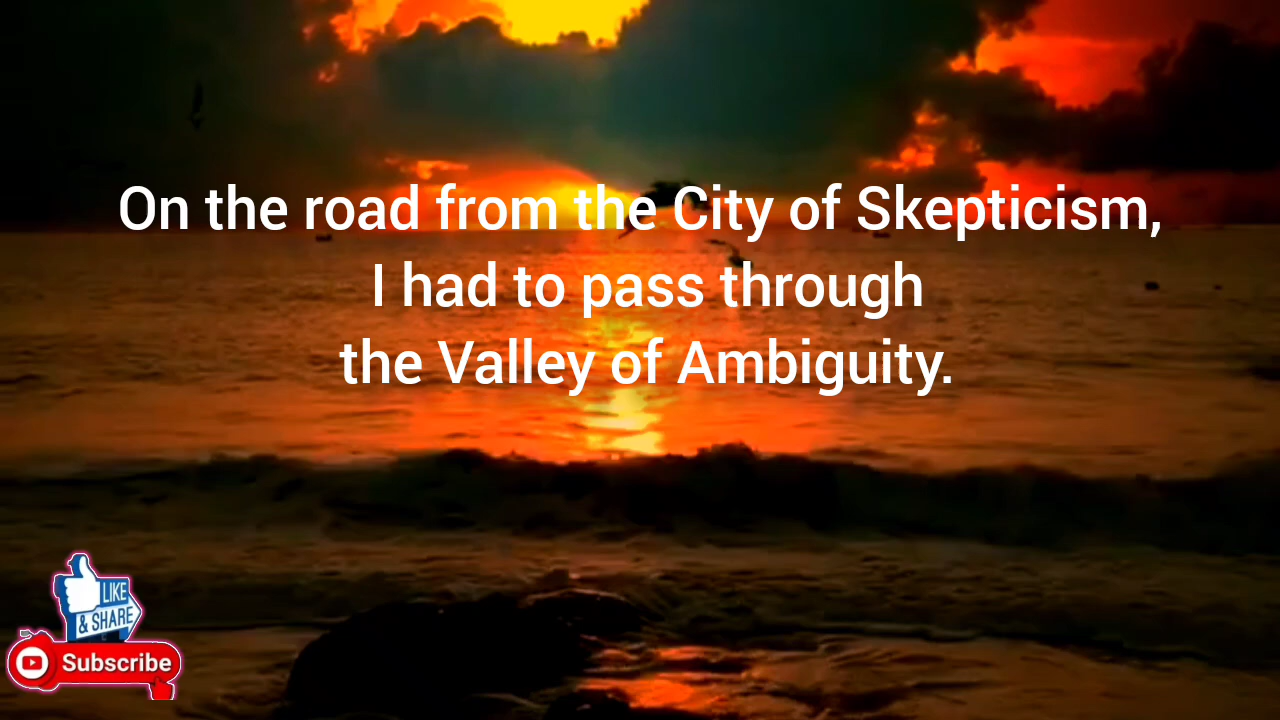 On the road from the City of Skepticism,
I had to pass through
the Valley of Ambiguity.
LIKE
& SHARE
Subscribe